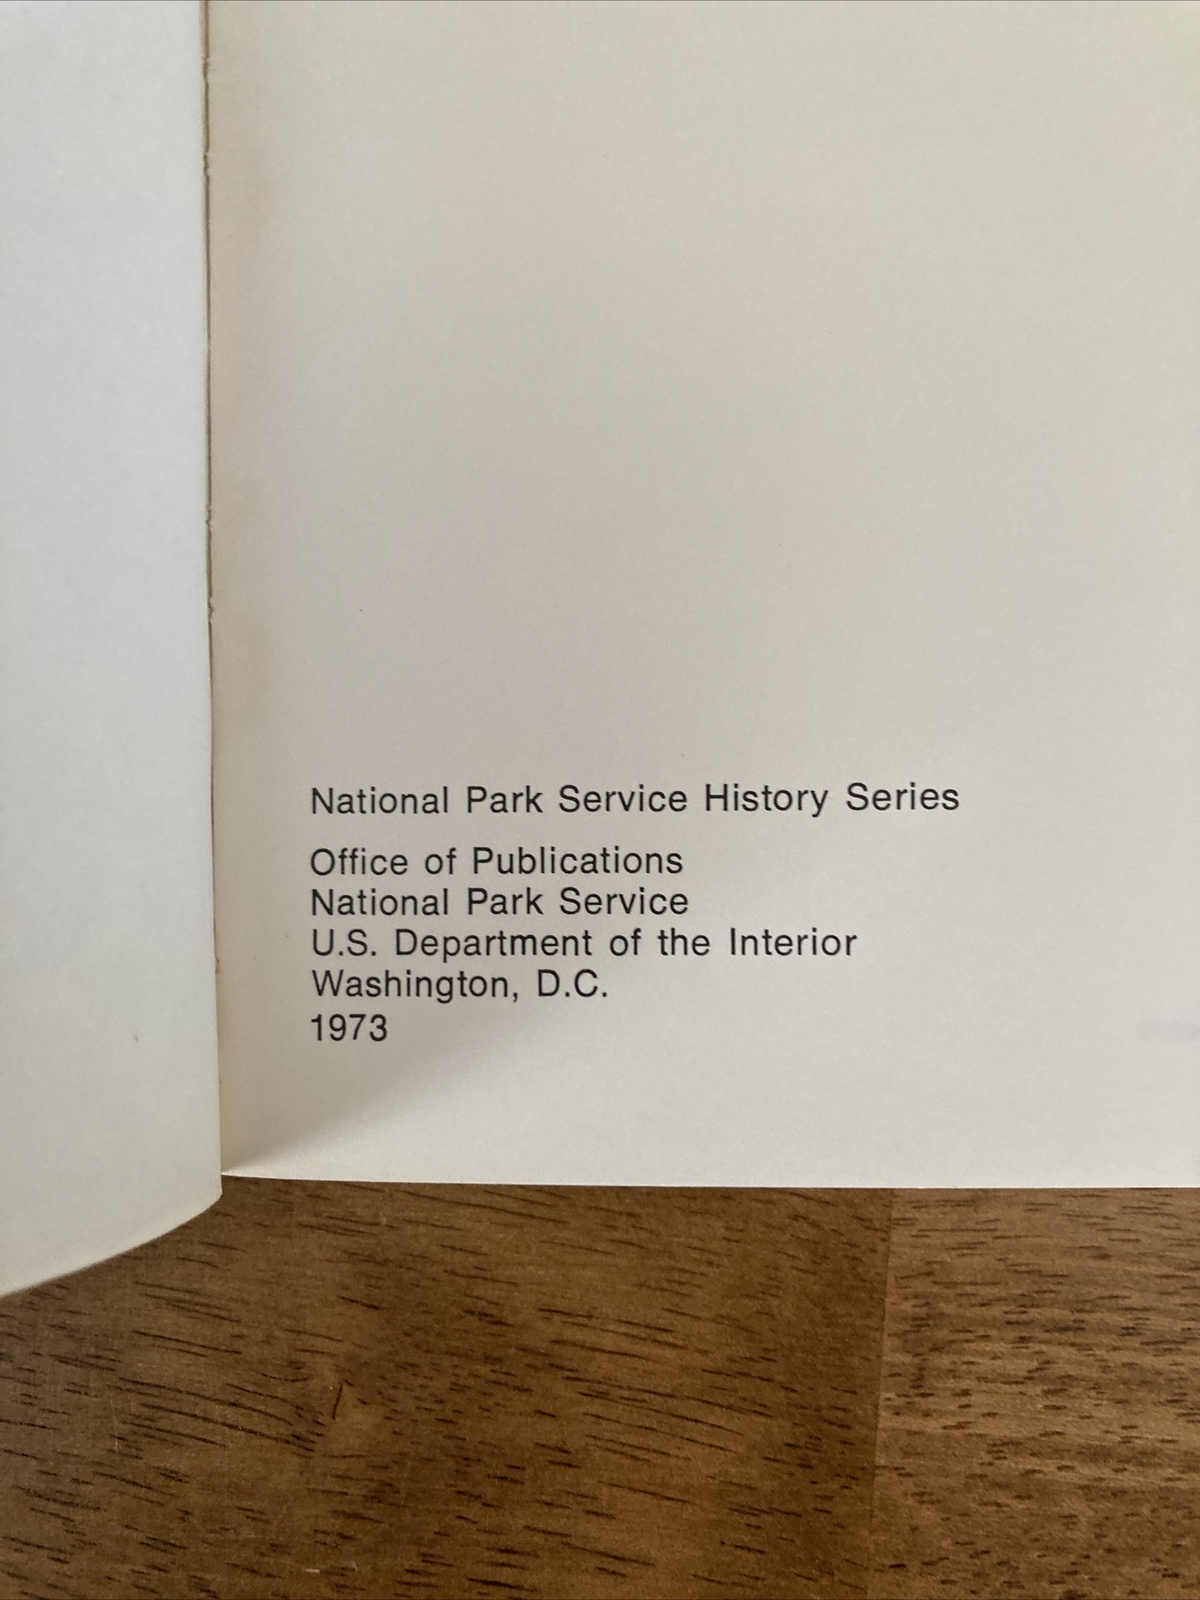 National Park Service History Series
Office of Publications
National Park Service
U.S. Department of the Interior
Washington, D.C.
1973